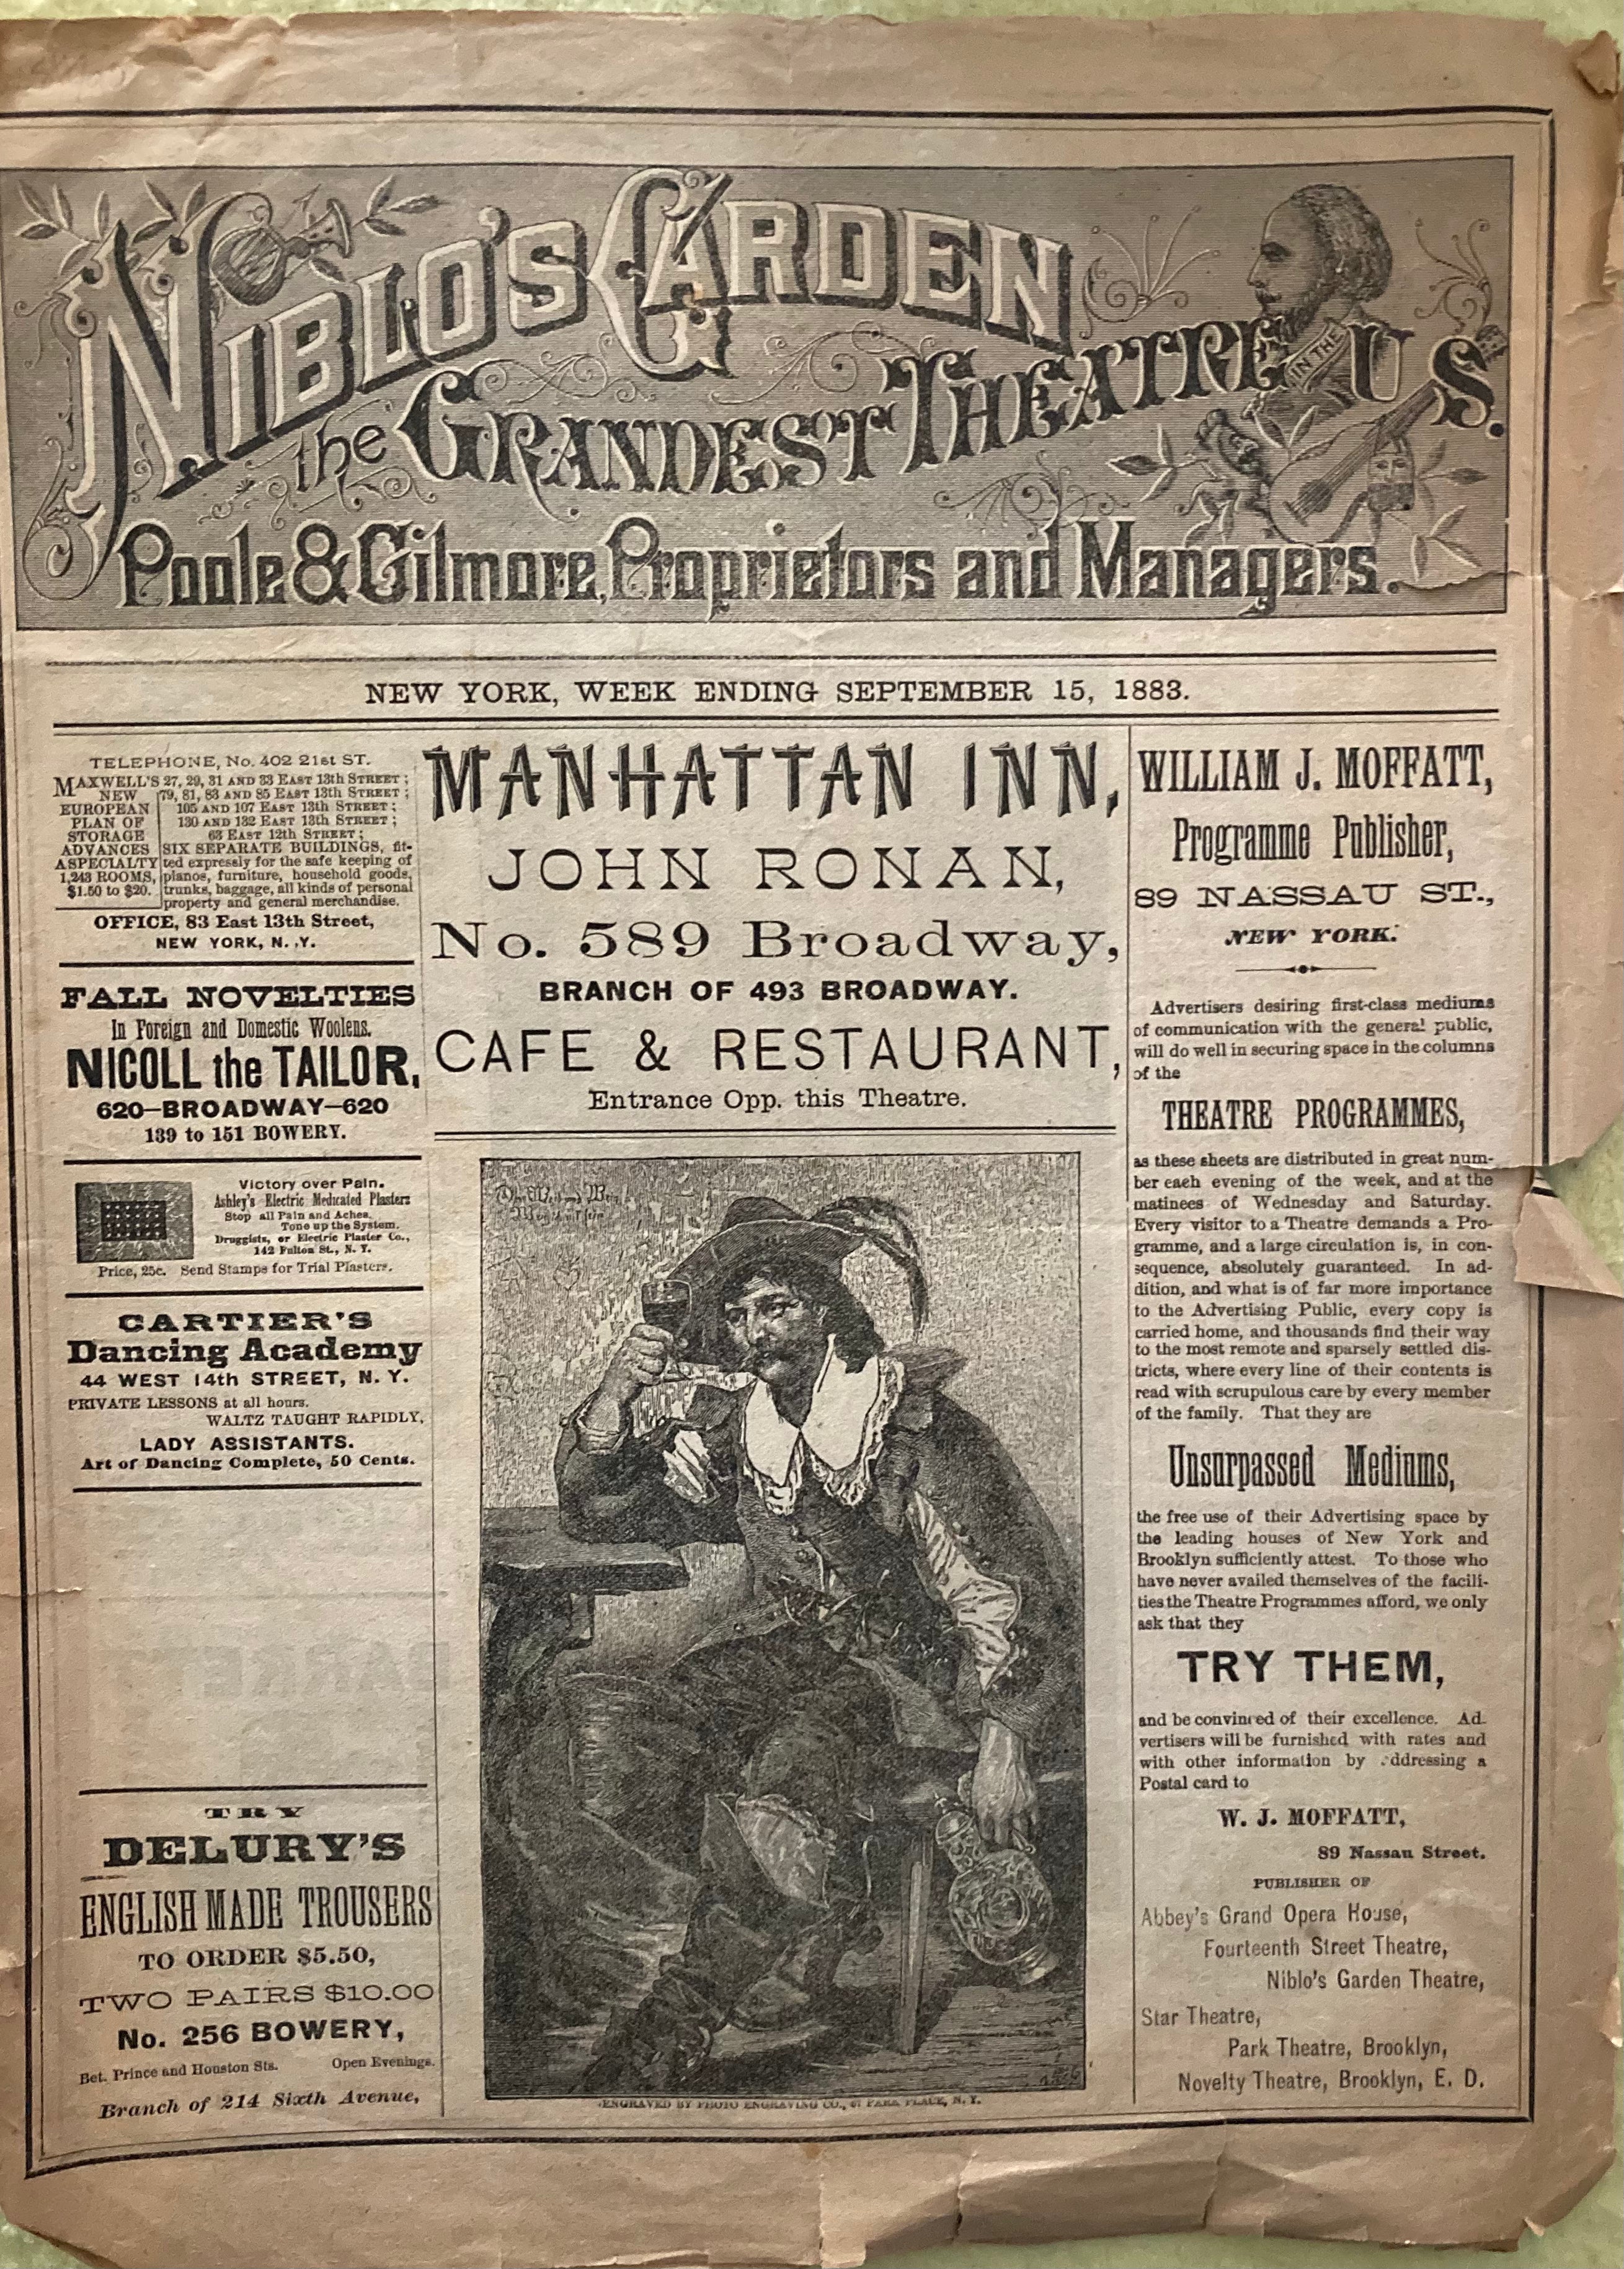 NIBLO'S GARDEN
the GRANDEST THEATRE IN THE U.S.
Poole & Gilmore, Proprietors and Managers.
NEW YORK, WEEK ENDING SEPTEMBER 15, 1883.
TELEPHONE, No. 402 21st ST.
MAXWELL'S
NEW
EUROPEAN
PLAN OF
STORAGE
ADVANCES
A SPECIALTY
1,243 ROOMS,
$1.50 to $20.
27, 29, 31 AND 33 EAST 13th STREET;
79, 81, 83 AND 85 EAST 13th STREET;
105 AND 107 EAST 13th STREET;
130 AND 132 EAST 13th STREET;
63 EAST 12th STREET;
SIX SEPARATE BUILDINGS, fit-
ted expressly for the safe keeping of
pianos, furniture, household goods,
trunks, baggage, all kinds of personal
property and general merchandise.
OFFICE, 83 East 13th Street,
NEW YORK, N. Y.
FALL NOVELTIES
In Foreign and Domestic Woolens.
NICOLL the TAILOR,
620—BROADWAY—620
139 to 151 BOWERY.
Victory over Pain.
Ashley's Electric Medicated Plasters
Stop all Pain and Aches.
Tone up the System.
Druggists, or Electric Plaster Co.,
142 Fulton St., N. Y.
Price, 25c. Send Stamps for Trial Plasters.
CARTIER'S
Dancing Academy
44 WEST 14th STREET, N. Y.
PRIVATE LESSONS at all hours.
WALTZ TAUGHT RAPIDLY,
LADY ASSISTANTS.
Art of Dancing Complete, 50 Cents.
TRY
DELURY'S
ENGLISH MADE TROUSERS
TO ORDER $5.50,
TWO PAIRS $10.00
No. 256 BOWERY,
Bet. Prince and Houston Sts. Open Evenings.
Branch of 214 Sixth Avenue,
MANHATTAN INN,
JOHN RONAN,
No. 589 Broadway,
BRANCH OF 493 BROADWAY.
CAFE & RESTAURANT,
Entrance Opp. this Theatre.
ENGRAVED BY PHOTO ENGRAVING CO., 67 PARK PLACE, N. Y.
WILLIAM J. MOFFATT,
Programme Publisher,
89 NASSAU ST.,
NEW YORK.
Advertisers desiring first-class mediums
of communication with the general public,
will do well in securing space in the columns
of the
THEATRE PROGRAMMES,
as these sheets are distributed in great num-
ber each evening of the week, and at the
matinees of Wednesday and Saturday.
Every visitor to a Theatre demands a Pro-
gramme, and a large circulation is, in con-
sequence, absolutely guaranteed. In ad-
dition, and what is of far more importance
to the Advertising Public, every copy is
carried home, and thousands find their way
to the most remote and sparsely settled dis-
tricts, where every line of their contents is
read with scrupulous care by every member
of the family. That they are
Unsurpassed Mediums,
the free use of their Advertising space by
the leading houses of New York and
Brooklyn sufficiently attest. To those who
have never availed themselves of the facili-
ties the Theatre Programmes afford, we only
ask that they
TRY THEM,
and be convinced of their excellence. Ad-
vertisers will be furnished with rates and
with other information by addressing a
Postal card to
W. J. MOFFATT,
89 Nassau Street.
PUBLISHER OF
Abbey's Grand Opera House,
Fourteenth Street Theatre,
Niblo's Garden Theatre,
Star Theatre,
Park Theatre, Brooklyn,
Novelty Theatre, Brooklyn, E. D.